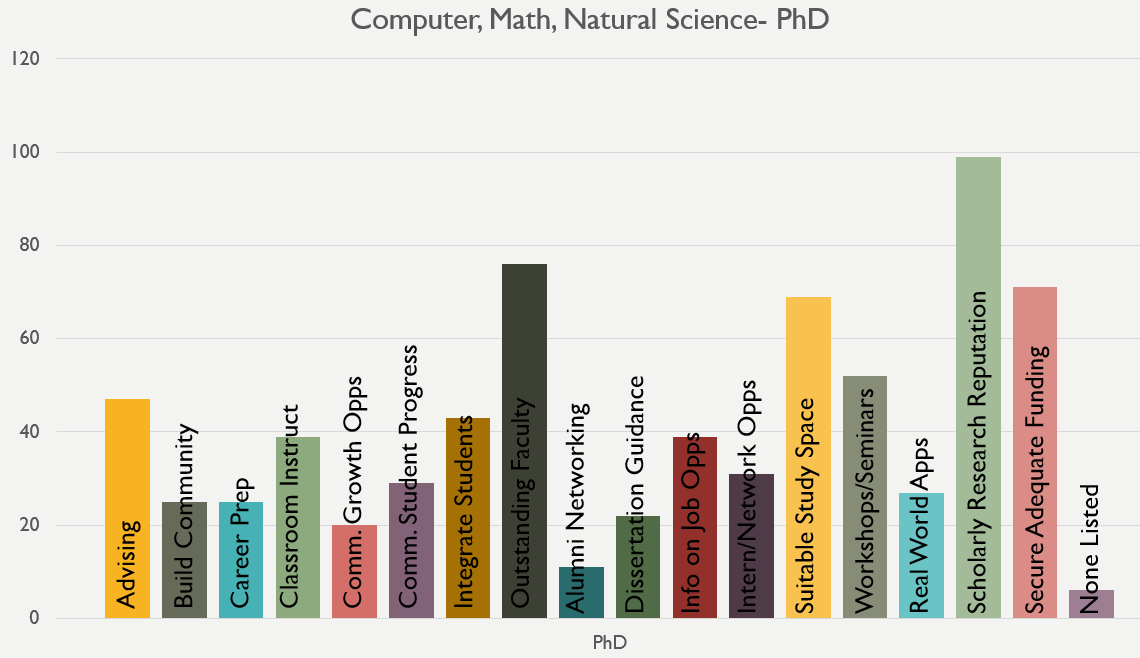 Computer, Math, Natural Science- PhD
120
100
80
60
40
20
0
Advising
Build Community
Career Prep
Classroom Instruct
Comm. Growth Opps
Comm. Student Progress
Integrate Students
Outstanding Faculty
Alumni Networking
Dissertation Guidance
Info on Job Opps
Intern/Network Opps
Suitable Study Space
Workshops/Seminars
Real World Apps
Scholarly Research Reputation
Secure Adequate Funding
None Listed
PhD